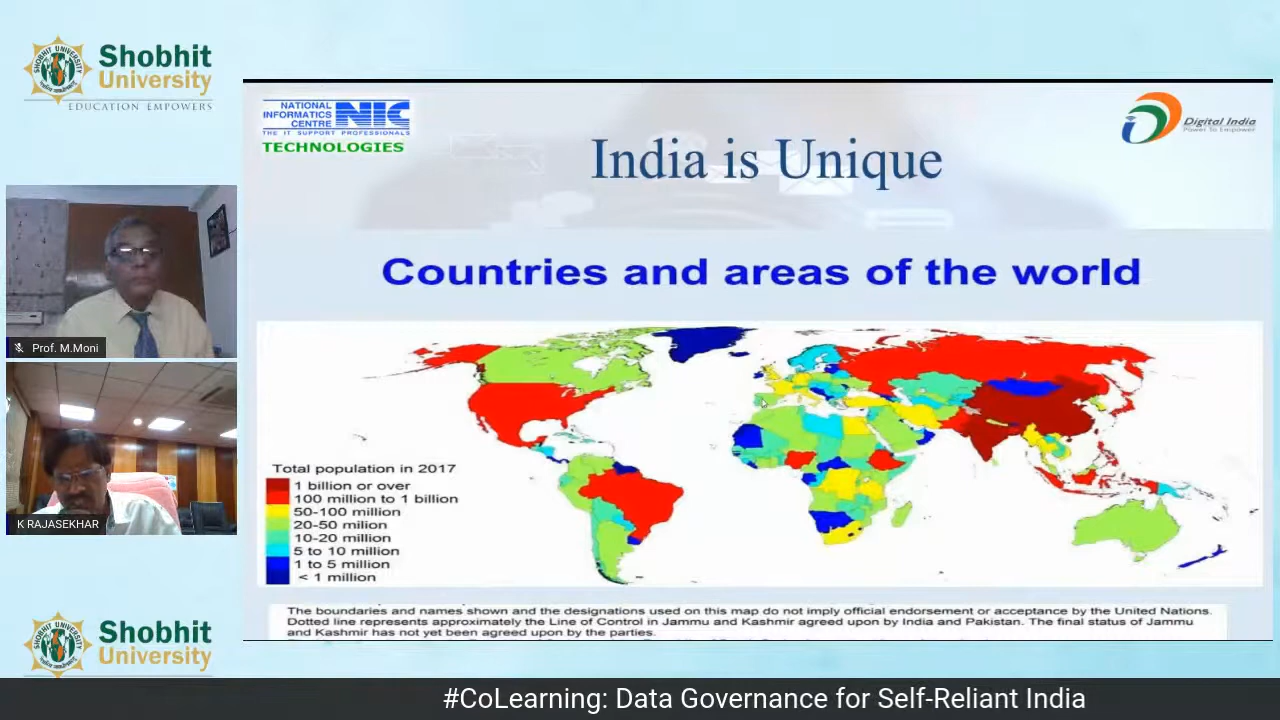 Shobhit
University
EDUCATION EMPOWERS
NATIONAL
INFORMATICS
CENTRE
NIC
THE IT SUPPORT PROFESSIONALS
TECHNOLOGIES
Digital India
Power To Empower
India is Unique
Countries and areas of the world
Prof. M.Moni
K RAJASEKHAR
Total population in 2017
1 billion or over
100 million to 1 billion
50-100 million
20-50 milion
10-20 million
5 to 10 million
1 to 5 million
< 1 million
The boundaries and names shown and the designations used on this map do not imply official endorsement or acceptance by the United Nations.
Dotted line represents approximately the Line of Control in Jammu and Kashmir agreed upon by India and Pakistan. The final status of Jammu
and Kashmir has not yet been agreed upon by the parties.
Shobhit
University
#CoLearning: Data Governance for Self-Reliant India